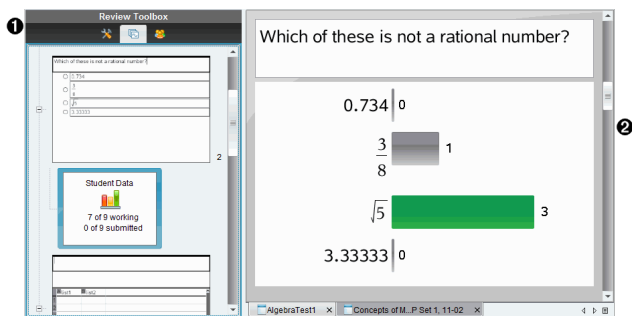 ❶
Review Toolbox
Which of these is not a rational number?
0.734
3
8
√5
3.33333
2
Student Data
7 of 9 working
0 of 9 submitted
Which of these is not a rational number?
0.734 0
3
8
1
√5 3
3.33333 0
❷
AlgebraTest1 ×
Concepts of M...P Set 1, 11-02 ×